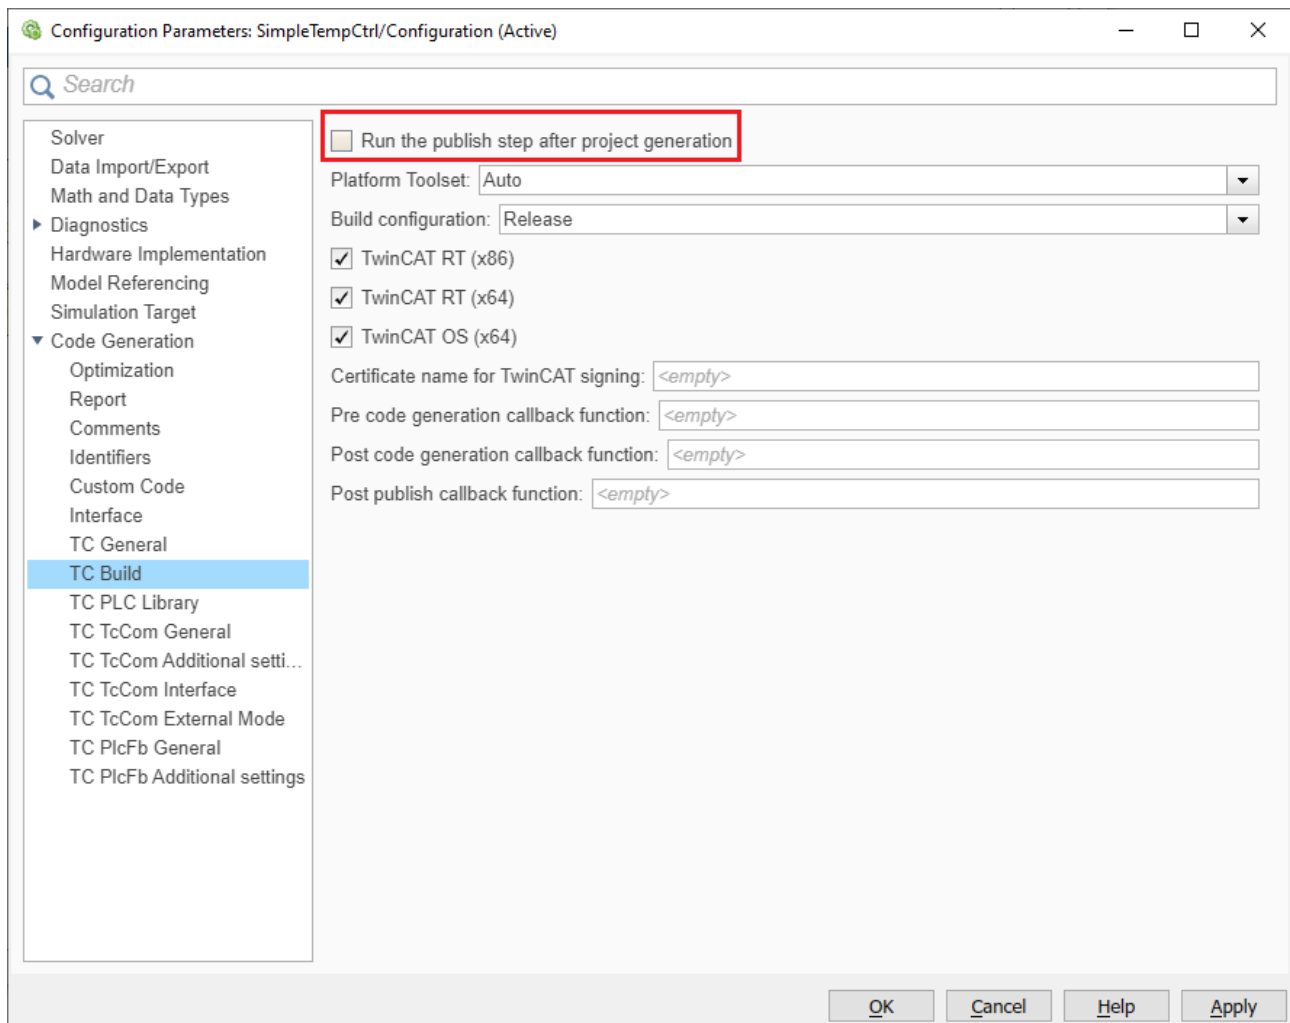 Configuration Parameters: SimpleTempCtrl/Configuration (Active)
Search
Solver
Data Import/Export
Math and Data Types
Diagnostics
Hardware Implementation
Model Referencing
Simulation Target
Code Generation
Optimization
Report
Comments
Identifiers
Custom Code
Interface
TC General
TC Build
TC PLC Library
TC TcCom General
TC TcCom Additional setti...
TC TcCom Interface
TC TcCom External Mode
TC PlcFb General
TC PlcFb Additional settings
Run the publish step after project generation
Platform Toolset: Auto
Build configuration: Release
TwinCAT RT (x86)
TwinCAT RT (x64)
TwinCAT OS (x64)
Certificate name for TwinCAT signing: <empty>
Pre code generation callback function: <empty>
Post code generation callback function: <empty>
Post publish callback function: <empty>
OK Cancel Help Apply